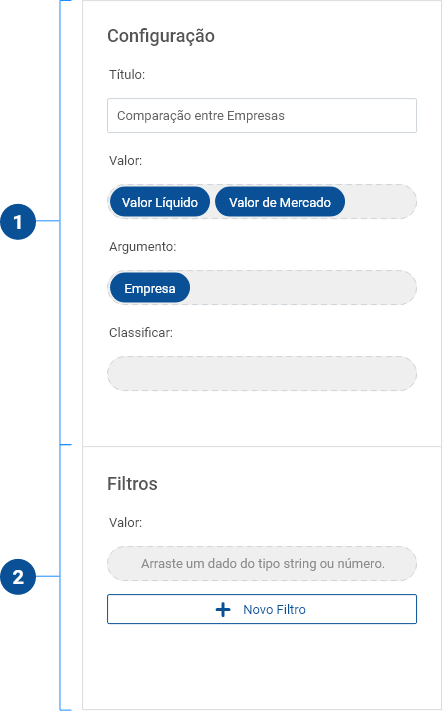 Configuração
Título:
Comparação entre Empresas
Valor:
Valor Líquido Valor de Mercado
1
Argumento:
Empresa
Classificar:
Filtros
Valor:
Arraste um dado do tipo string ou número.
2
Novo Filtro